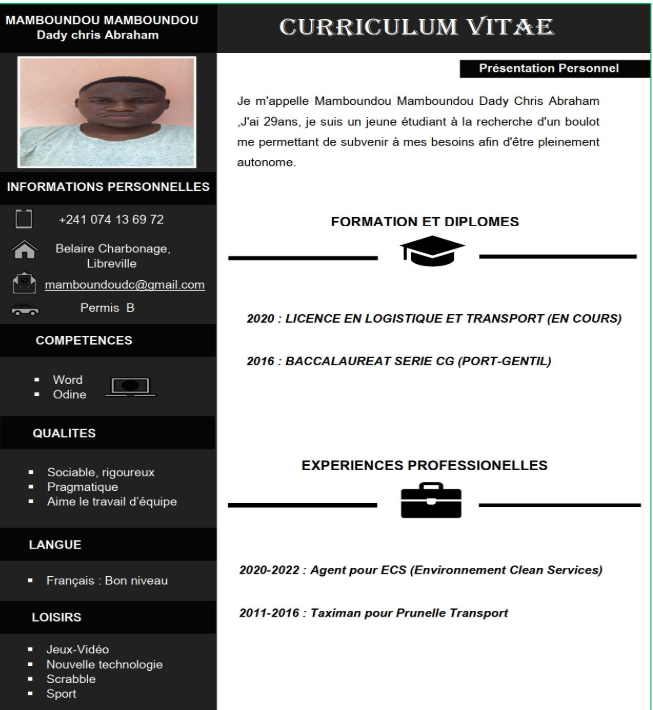 MAMBOUNDOU MAMBOUNDOU
Dady chris Abraham
INFORMATIONS PERSONNELLES
+241 074 13 69 72
Belaire Charbonage,
Libreville
mamboundoudc@gmail.com
Permis B
COMPETENCES
Word
Odine
QUALITES
Sociable, rigoureux
Pragmatique
Aime le travail d'équipe
LANGUE
Français : Bon niveau
LOISIRS
Jeux-Vidéo
Nouvelle technologie
Scrabble
Sport
CURRICULUM VITAE
Présentation Personnel
Je m'appelle Mamboundou Mamboundou Dady Chris Abraham
,J'ai 29ans, je suis un jeune étudiant à la recherche d'un boulot
me permettant de subvenir à mes besoins afin d'être pleinement
autonome.
FORMATION ET DIPLOMES
2020 : LICENCE EN LOGISTIQUE ET TRANSPORT (EN COURS)
2016 : BACCALAUREAT SERIE CG (PORT-GENTIL)
EXPERIENCES PROFESSIONELLES
2020-2022 : Agent pour ECS (Environnement Clean Services)
2011-2016 : Taximan pour Prunelle Transport